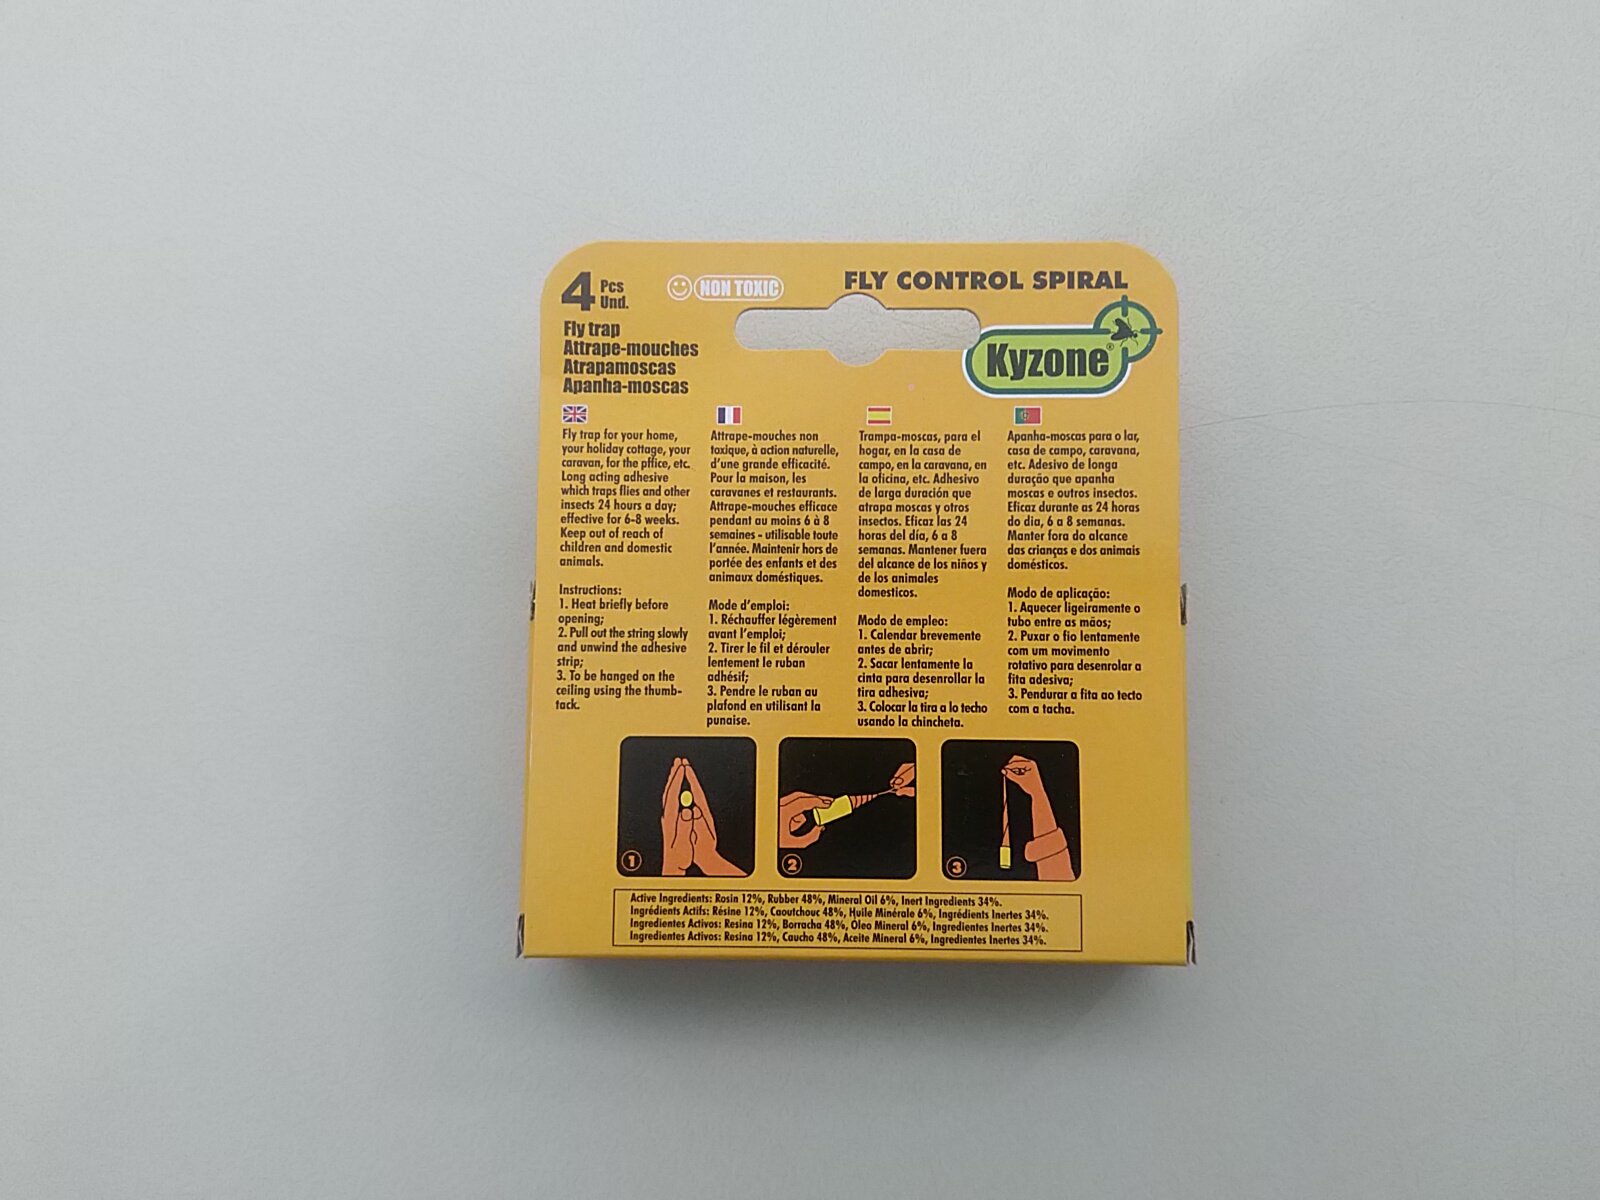 4 Pcs
Und.
NON TOXIC
FLY CONTROL SPIRAL
Kyzone®
Fly trap
Attrape-mouches
Atrapamoscas
Apanha-moscas
Fly trap for your home,
your holiday cottage, your
caravan, for the pffice, etc.
Long acting adhesive
which traps flies and other
insects 24 hours a day;
effective for 6-8 weeks.
Keep out of reach of
children and domestic
animals.
Instructions:
1. Heat briefly before
opening;
2. Pull out the string slowly
and unwind the adhesive
strip;
3. To be hanged on the
ceiling using the thumb-
tack.
Attrape-mouches non
toxique, à action naturelle,
d'une grande efficacité.
Pour la maison, les
caravanes et restaurants.
Attrape-mouches efficace
pendant au moins 6 à 8
semaines - utilisable toute
l'année. Maintenir hors de
portée des enfants et des
animaux doméstiques.
Mode d'emploi:
1. Réchauffer légèrement
avant l'emploi;
2. Tirer le fil et dérouler
lentement le ruban
adhésif;
3. Pendre le ruban au
plafond en utilisant la
punaise.
Trampa-moscas, para el
hogar, en la casa de
campo, en la caravana, en
la oficina, etc. Adhesivo
de larga duración que
atrapa moscas y otros
insectos. Eficaz las 24
horas del día, 6 a 8
semanas. Mantener fuera
del alcance de los niños y
de los animales
domesticos.
Modo de empleo:
1. Calendar brevemente
antes de abrir;
2. Sacar lentamente la
cinta para desenrollar la
tira adhesiva;
3. Colocar la tira a lo techo
usando la chincheta.
Apanha-moscas para o lar,
casa de campo, caravana,
etc. Adesivo de longa
duração que apanha
moscas e outros insectos.
Eficaz durante as 24 horas
do dia, 6 a 8 semanas.
Manter fora do alcance
das crianças e dos animais
domésticos.
Modo de aplicação:
1. Aquecer ligeiramente o
tubo entre as mãos;
2. Puxar o fio lentamente
com um movimento
rotativo para desenrolar a
fita adesiva;
3. Pendurar a fita ao tecto
com a tacha.
1
2
3
Active Ingredients: Rosin 12%, Rubber 48%, Mineral Oil 6%, Inert Ingredients 34%.
Ingrédients Actifs: Résine 12%, Caoutchouc 48%, Huile Minérale 6%, Ingrédients Inertes 34%.
Ingredientes Activos: Resina 12%, Borracha 48%, Óleo Mineral 6%, Ingredientes Inertes 34%.
Ingredientes Activos: Resina 12%, Caucho 48%, Aceite Mineral 6%, Ingredientes Inertes 34%.